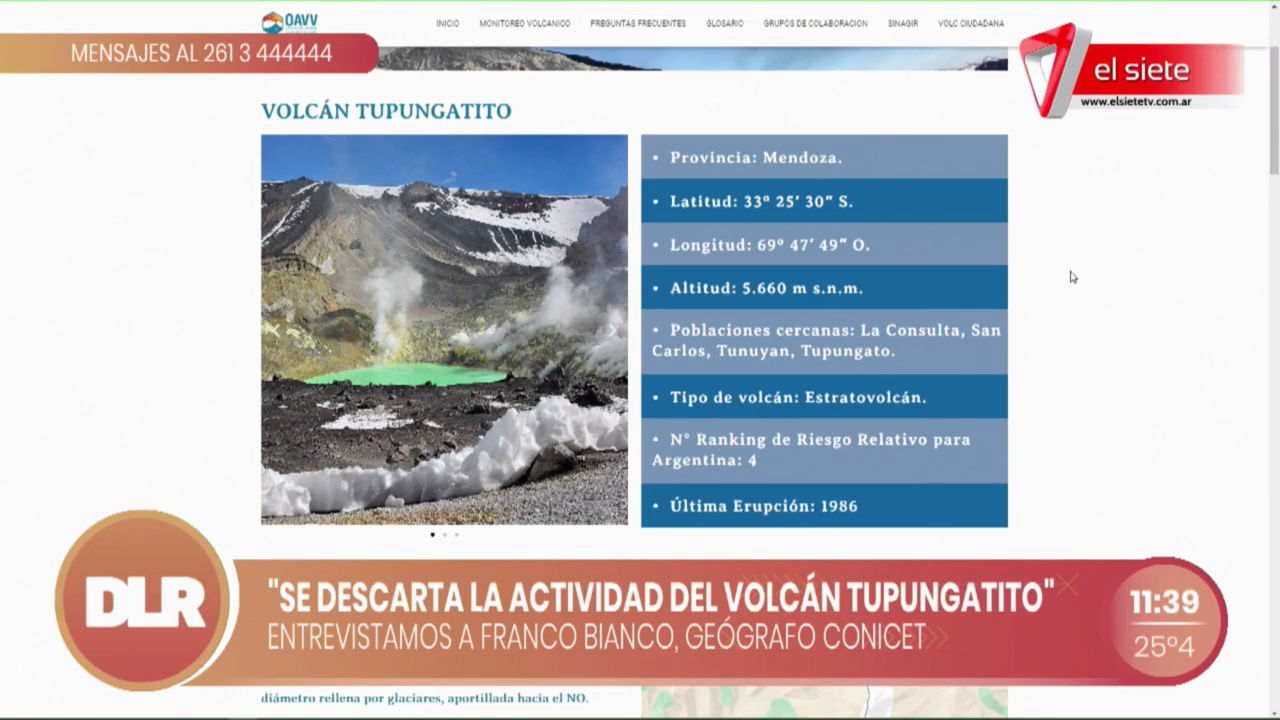 OAVV
INICIO
MONITOREO VOLCANICO
PREGUNTAS FRECUENTES
GLOSARIO
GRUPOS DE COLABORACION
SINAGIR
VOLC CIUDADANA
MENSAJES AL 261 3 444444
el siete
www.elsietetv.com.ar
VOLCÁN TUPUNGATITO
• Provincia: Mendoza.
• Latitud: 33º 25′ 30″ S.
• Longitud: 69º 47′ 49″ O.
• Altitud: 5.660 m s.n.m.
• Poblaciones cercanas: La Consulta, San
Carlos, Tunuyan, Tupungato.
• Tipo de volcán: Estratovolcán.
• N° Ranking de Riesgo Relativo para
Argentina: 4
• Última Erupción: 1986
DLR
"SE DESCARTA LA ACTIVIDAD DEL VOLCÁN TUPUNGATITO"
ENTREVISTAMOS A FRANCO BIANCO, GEÓGRAFO CONICET
11:39
25º4
diámetro rellena por glaciares, aportillada hacia el NO.